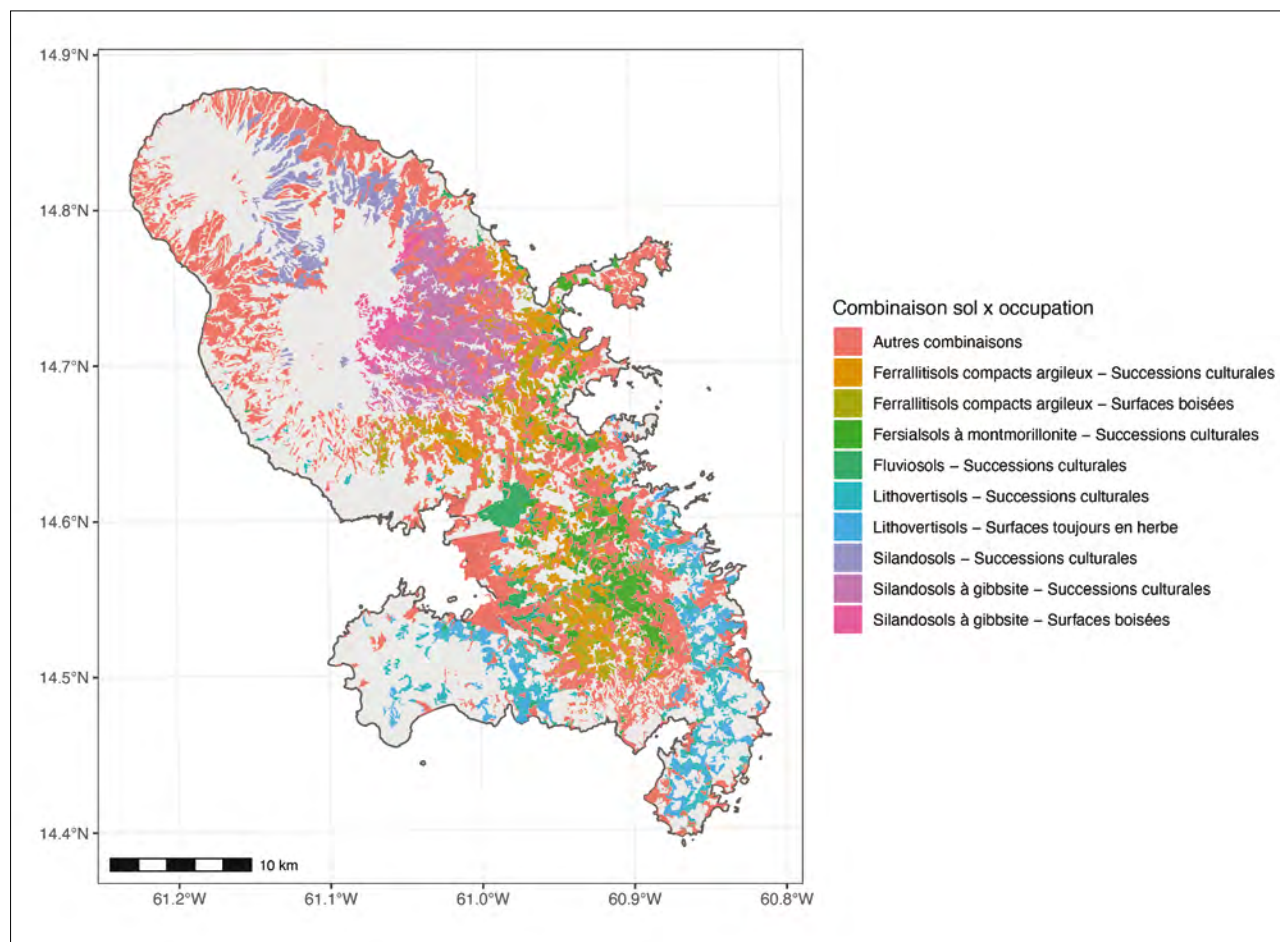 14.9°N
14.8°N
14.7°N
14.6°N
14.5°N
14.4°N
10 km
61.2°W 61.1°W 61.0°W 60.9°W 60.8°W
Combinaison sol x occupation
Autres combinaisons
Ferrallitisols compacts argileux – Successions culturales
Ferrallitisols compacts argileux – Surfaces boisées
Fersialsols à montmorillonite – Successions culturales
Fluviosols – Successions culturales
Lithovertisols – Successions culturales
Lithovertisols – Surfaces toujours en herbe
Silandosols – Successions culturales
Silandosols à gibbsite – Successions culturales
Silandosols à gibbsite – Surfaces boisées